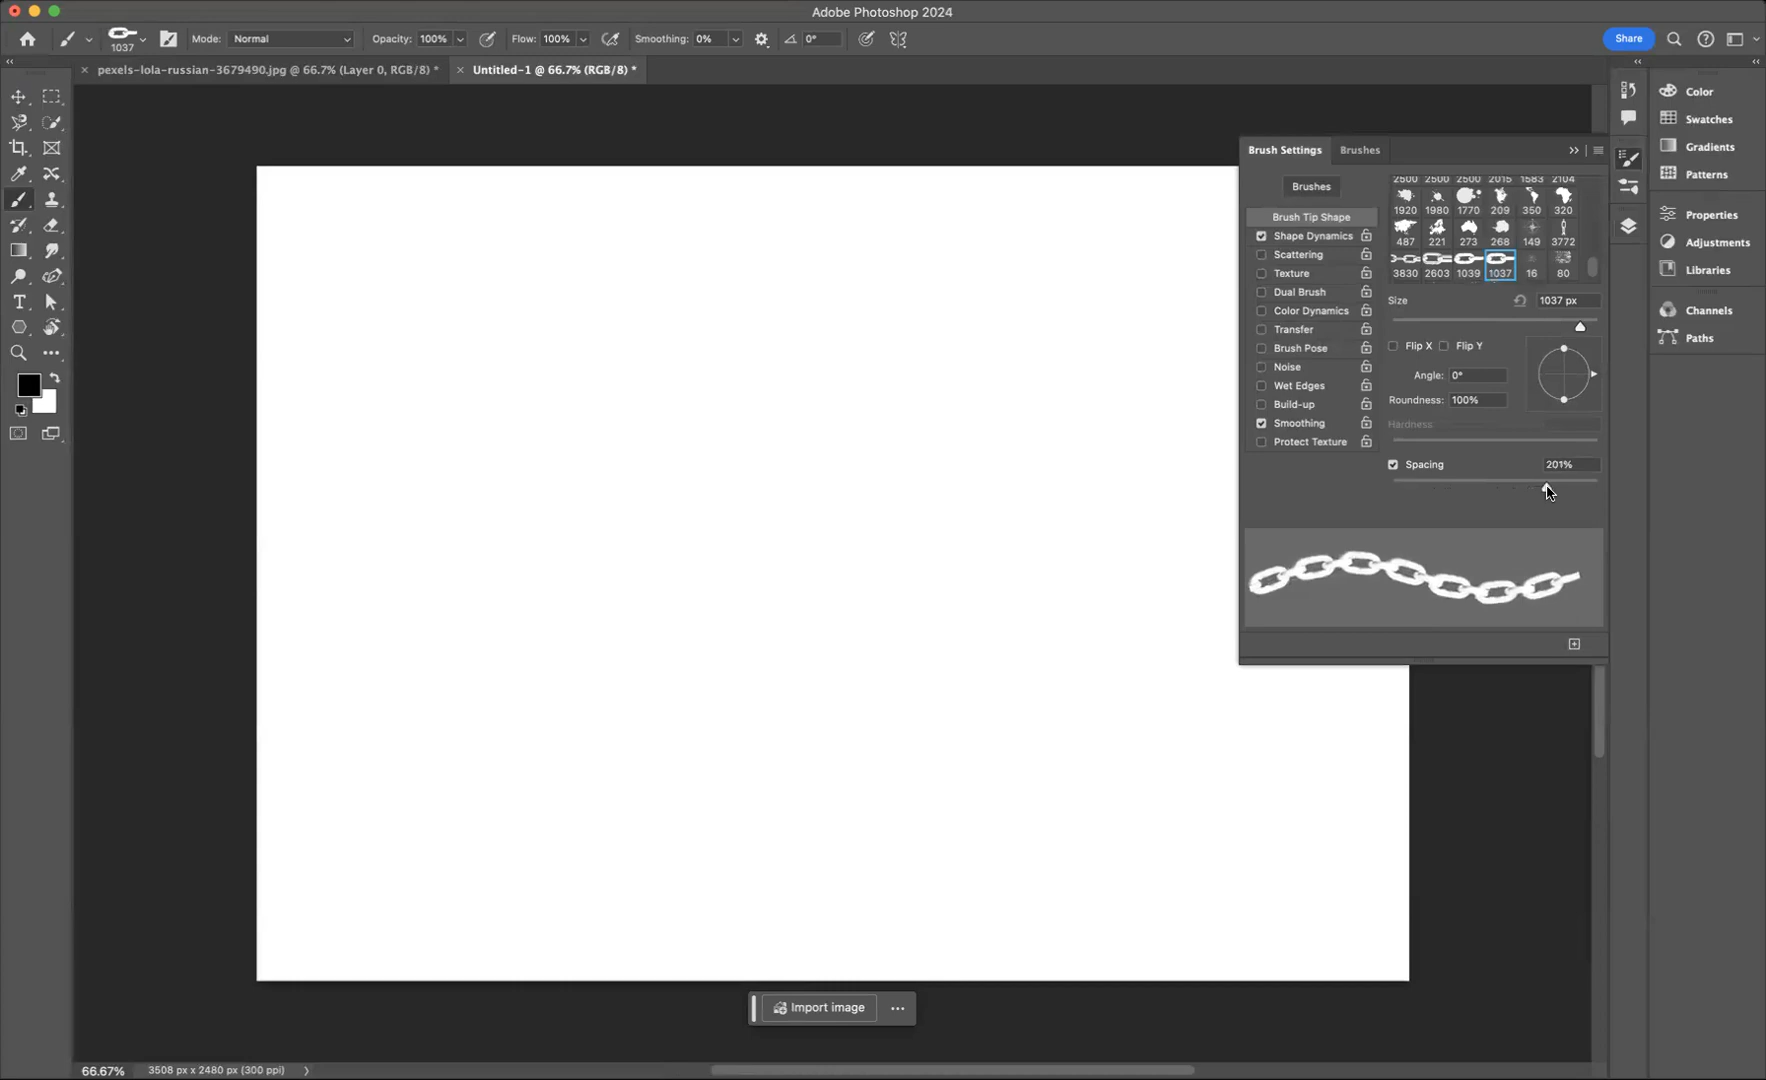 Adobe Photoshop 2024
1037
Mode: Normal
Opacity: 100%
Flow: 100%
Smoothing: 0%
0°
Share
pexels-lola-russian-3679490.jpg @ 66.7% (Layer 0, RGB/8) *
Untitled-1 @ 66.7% (RGB/8) *
Brush Settings
Brushes
Brushes
Brush Tip Shape
Shape Dynamics
Scattering
Texture
Dual Brush
Color Dynamics
Transfer
Brush Pose
Noise
Wet Edges
Build-up
Smoothing
Protect Texture
2500 2500 2500 2015 1583 2104
1920 1980 1770 209 350 320
487 221 273 268 149 3772
3830 2603 1039 1037 16 80
Size
1037 px
Flip X
Flip Y
Angle: 0°
Roundness: 100%
Hardness
Spacing
201%
Color
Swatches
Gradients
Patterns
Properties
Adjustments
Libraries
Channels
Paths
Import image
66.67%
3508 px x 2480 px (300 ppi)